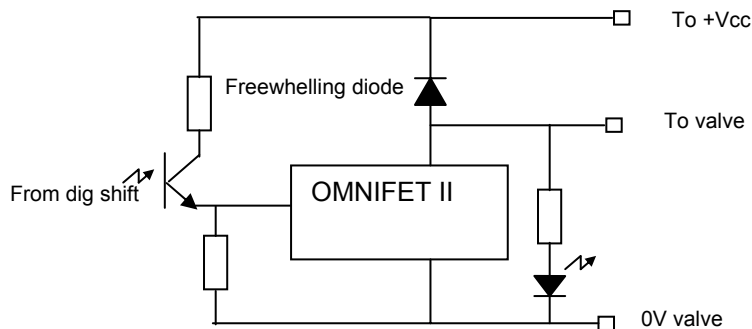 To +Vcc
Freewhelling diode
To valve
From dig shift
OMNIFET II
0V valve